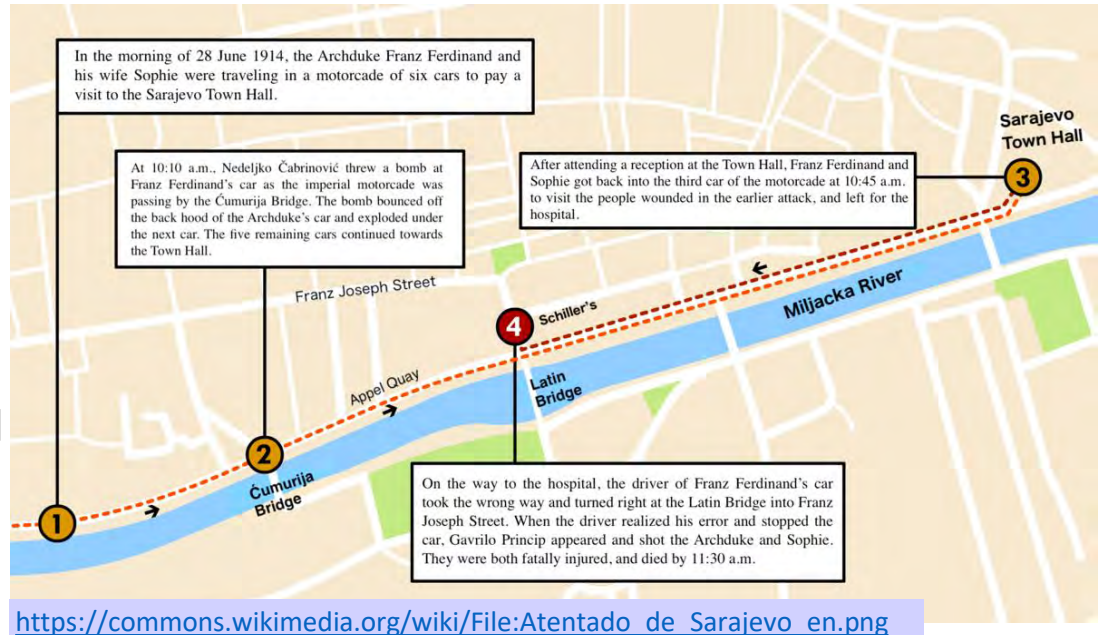 In the morning of 28 June 1914, the Archduke Franz Ferdinand and
his wife Sophie were traveling in a motorcade of six cars to pay a
visit to the Sarajevo Town Hall.
Sarajevo
Town Hall
3
At 10:10 a.m., Nedeljko Čabrinović threw a bomb at
Franz Ferdinand's car as the imperial motorcade was
passing by the Ćumurija Bridge. The bomb bounced off
the back hood of the Archduke's car and exploded under
the next car. The five remaining cars continued towards
the Town Hall.
After attending a reception at the Town Hall, Franz Ferdinand and
Sophie got back into the third car of the motorcade at 10:45 a.m.
to visit the people wounded in the earlier attack, and left for the
hospital.
Franz Joseph Street
Miljacka River
4
Schiller's
Latin
Bridge
Appel Quay
2
Ćumurija
Bridge
1
On the way to the hospital, the driver of Franz Ferdinand's car
took the wrong way and turned right at the Latin Bridge into Franz
Joseph Street. When the driver realized his error and stopped the
car, Gavrilo Princip appeared and shot the Archduke and Sophie.
They were both fatally injured, and died by 11:30 a.m.
https://commons.wikimedia.org/wiki/File:Atentado_de_Sarajevo_en.png